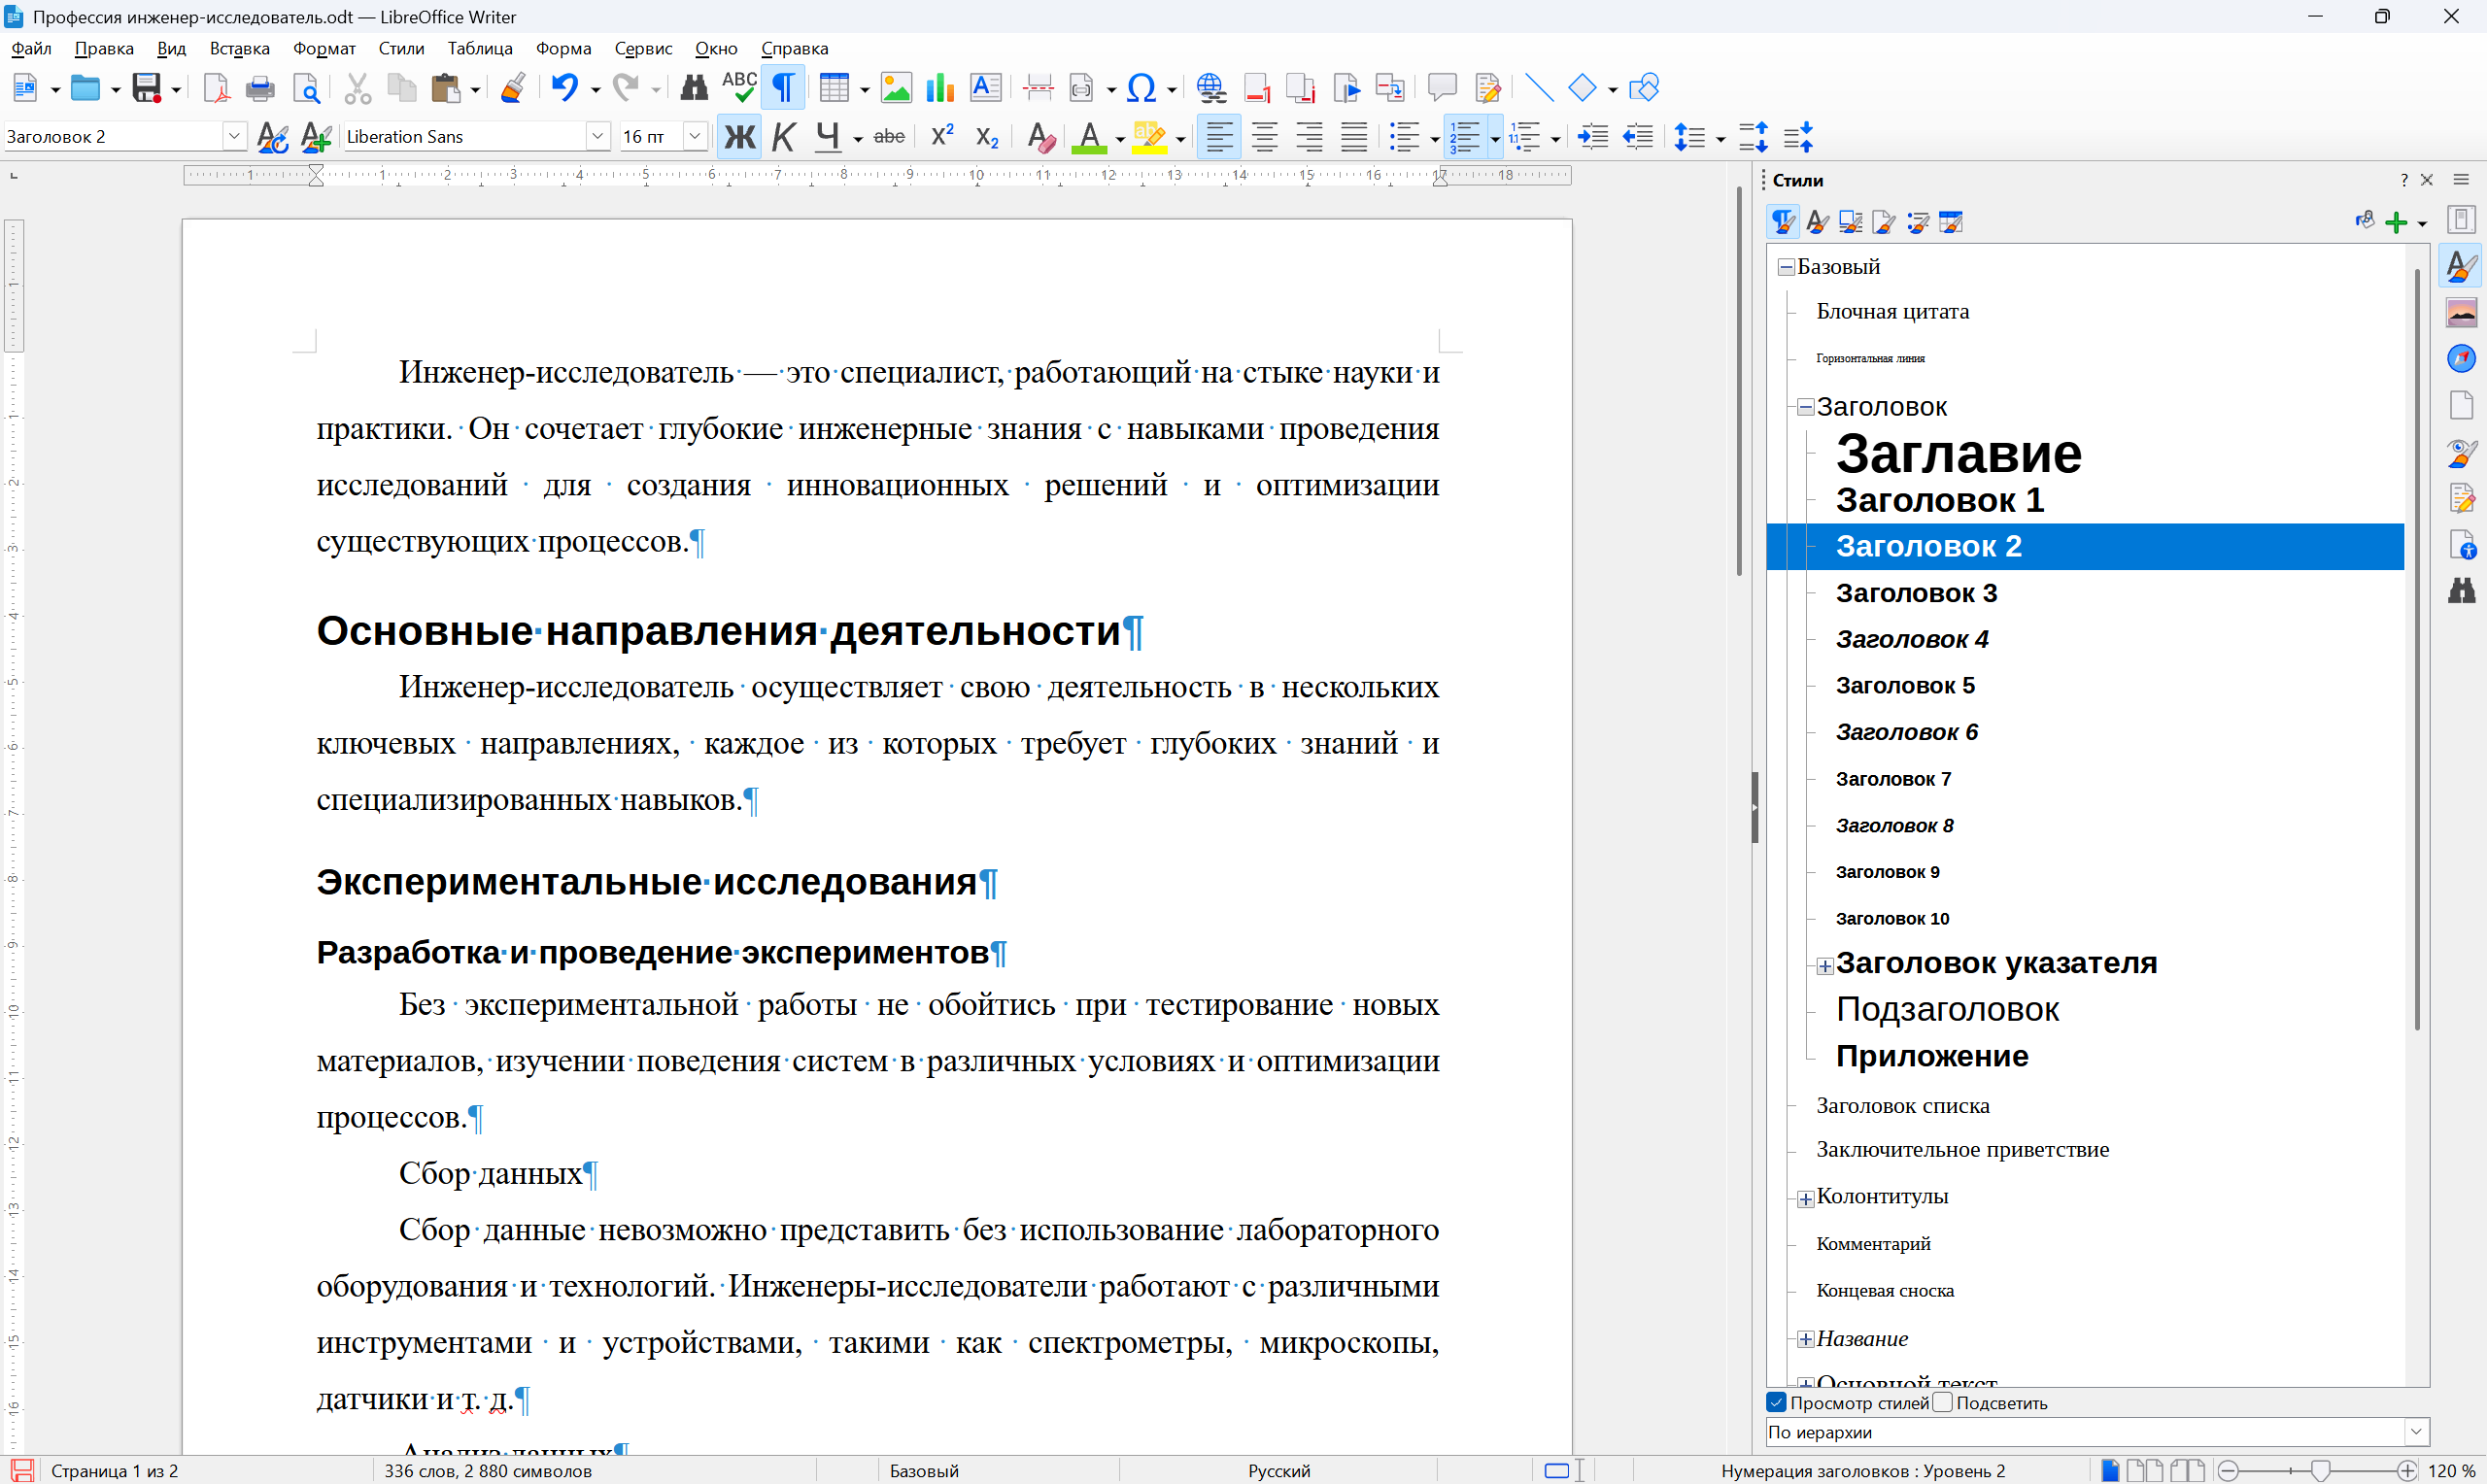 Профессия инженер-исследователь.odt — LibreOffice Writer
Файл Правка Вид Вставка Формат Стили Таблица Форма Сервис Окно Справка
Заголовок 2 Liberation Sans 16 пт
Стили
Инженер-исследователь — это специалист, работающий на стыке науки и
практики. Он сочетает глубокие инженерные знания с навыками проведения
исследований для создания инновационных решений и оптимизации
существующих процессов.¶
Основные направления деятельности¶
Инженер-исследователь осуществляет свою деятельность в нескольких
ключевых направлениях, каждое из которых требует глубоких знаний и
специализированных навыков.¶
Экспериментальные исследования¶
Разработка и проведение экспериментов¶
Без экспериментальной работы не обойтись при тестирование новых
материалов, изучении поведения систем в различных условиях и оптимизации
процессов.¶
Сбор данных¶
Сбор данные невозможно представить без использование лабораторного
оборудования и технологий. Инженеры-исследователи работают с различными
инструментами и устройствами, такими как спектрометры, микроскопы,
датчики и т. д.¶
Анализ данных¶
Базовый
Блочная цитата
Горизонтальная линия
Заголовок
Заглавие
Заголовок 1
Заголовок 2
Заголовок 3
Заголовок 4
Заголовок 5
Заголовок 6
Заголовок 7
Заголовок 8
Заголовок 9
Заголовок 10
Заголовок указателя
Подзаголовок
Приложение
Заголовок списка
Заключительное приветствие
Колонтитулы
Комментарий
Концевая сноска
Название
Основной текст
Просмотр стилей Подсветить
По иерархии
Страница 1 из 2 336 слов, 2 880 символов Базовый Русский Нумерация заголовков : Уровень 2 120 %